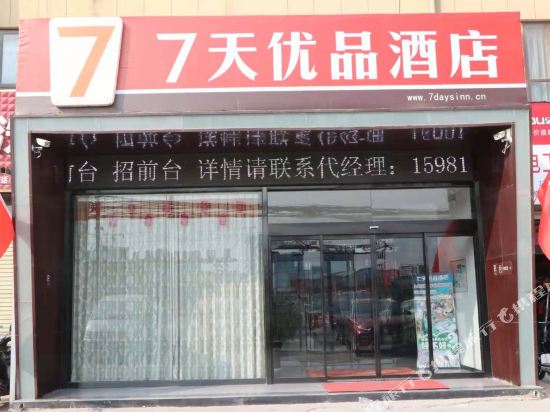 7 7天优品酒店
www.7daysinn.cn
前台 招前台 详情请联系代经理：15981